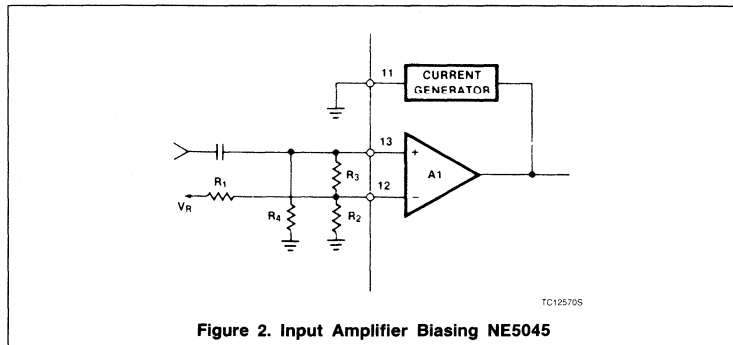 11
CURRENT
GENERATOR
13
+
R3
A1
R1
12
−
VR
R4
R2
TC12570S
Figure 2. Input Amplifier Biasing NE5045